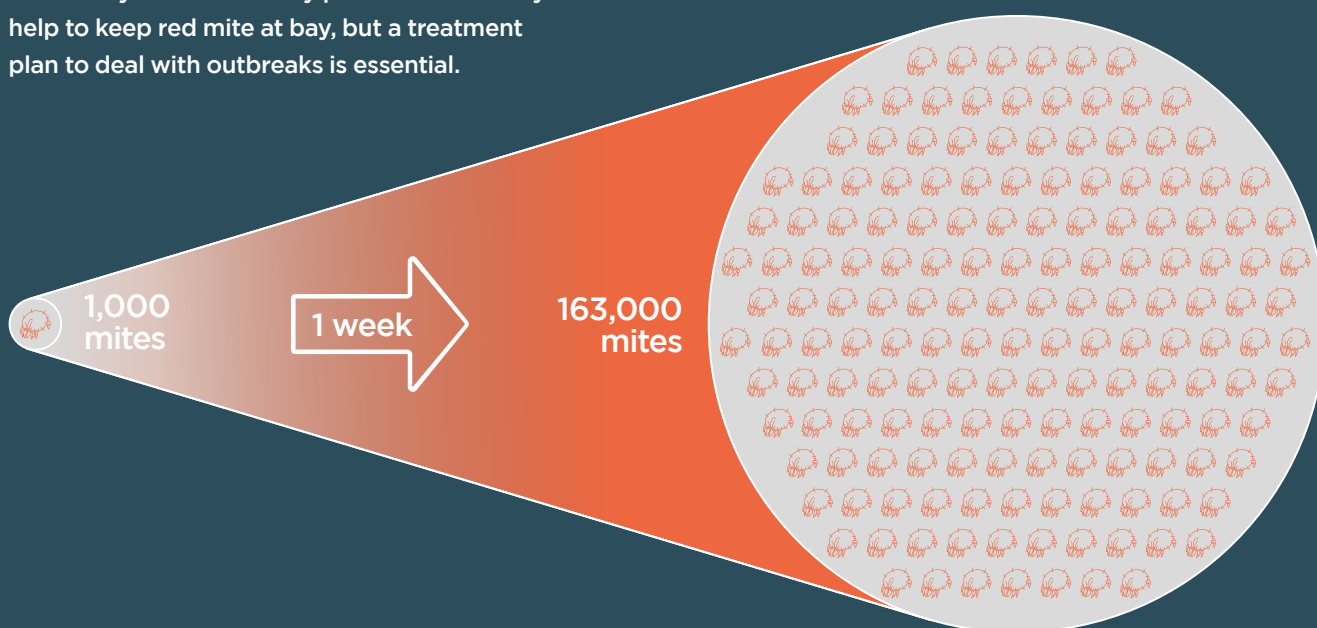 help to keep red mite at bay, but a treatment
plan to deal with outbreaks is essential.
1,000
mites
1 week
163,000
mites